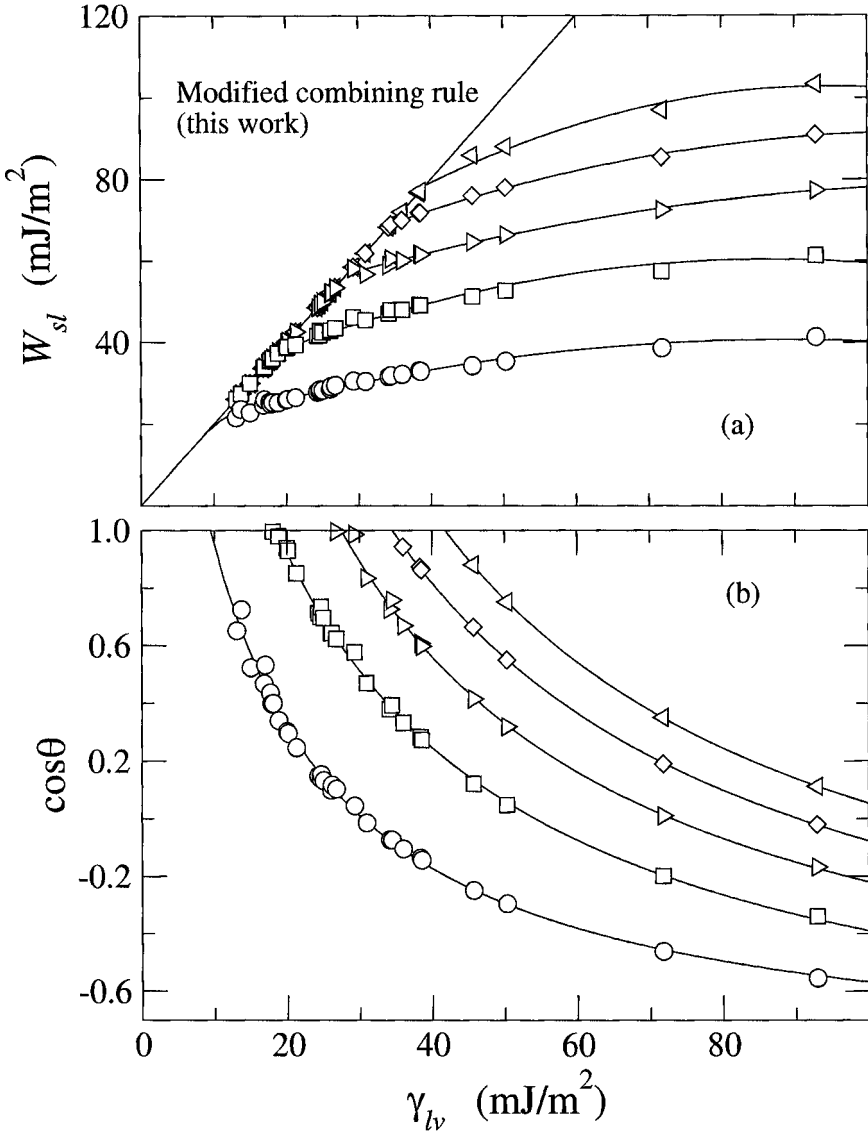 120
80
40
W_sl (mJ/m²)
Modified combining rule
(this work)
(a)
1.0
0.6
0.2
-0.2
-0.6
cosθ
(b)
0 20 40 60 80
γ_lv (mJ/m²)